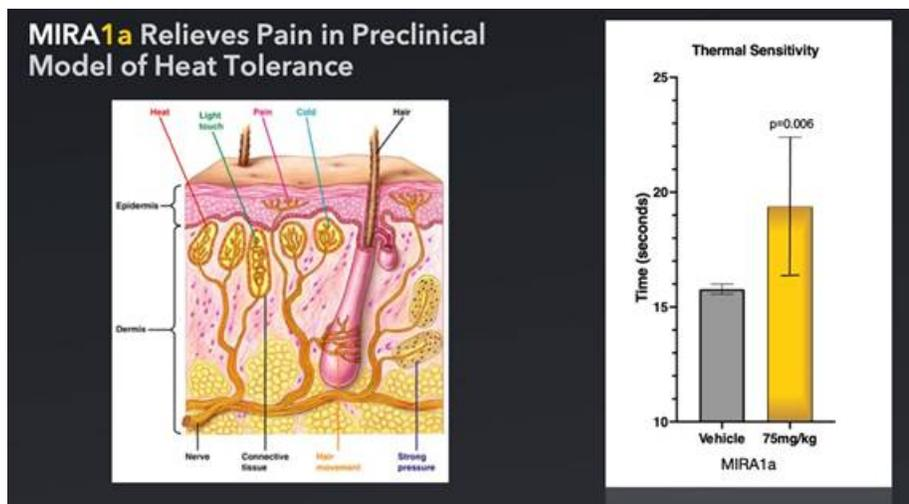 MIRA1a Relieves Pain in Preclinical
Model of Heat Tolerance
Heat
Light
touch
Pain
Cold
Hair
Epidermis
Dermis
Nerve
Connective
tissue
Hair
movement
Strong
pressure
Thermal Sensitivity
25
20
15
10
Time (seconds)
p=0.006
Vehicle
75mg/kg
MIRA1a